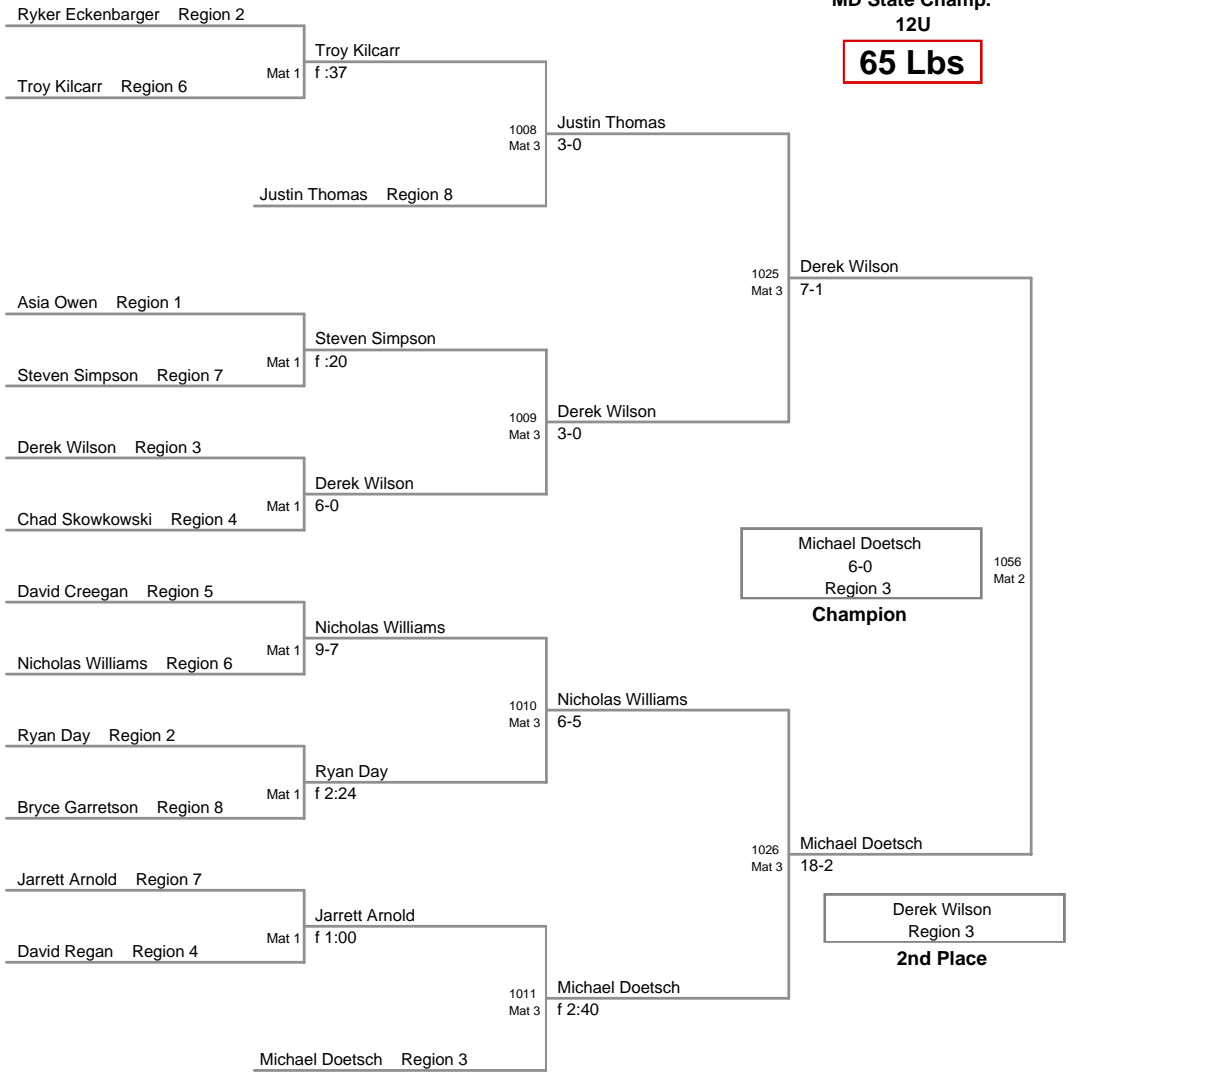 MD State Champ.
12U
65 Lbs
Ryker Eckenbarger Region 2
Troy Kilcarr
Mat 1 f :37
Troy Kilcarr Region 6
1008 Justin Thomas
Mat 3 3-0
Justin Thomas Region 8
1025 Derek Wilson
Mat 3 7-1
Asia Owen Region 1
Steven Simpson
Mat 1 f :20
Steven Simpson Region 7
1009 Derek Wilson
Mat 3 3-0
Derek Wilson Region 3
Derek Wilson
Mat 1 6-0
Chad Skowkowski Region 4
Michael Doetsch
6-0
Region 3
Champion
1056
Mat 2
David Creegan Region 5
Nicholas Williams
Mat 1 9-7
Nicholas Williams Region 6
1010 Nicholas Williams
Mat 3 6-5
Ryan Day Region 2
Ryan Day
Mat 1 f 2:24
Bryce Garretson Region 8
1026 Michael Doetsch
Mat 3 18-2
Jarrett Arnold Region 7
Jarrett Arnold
Mat 1 f 1:00
David Regan Region 4
Derek Wilson
Region 3
2nd Place
1011 Michael Doetsch
Mat 3 f 2:40
Michael Doetsch Region 3